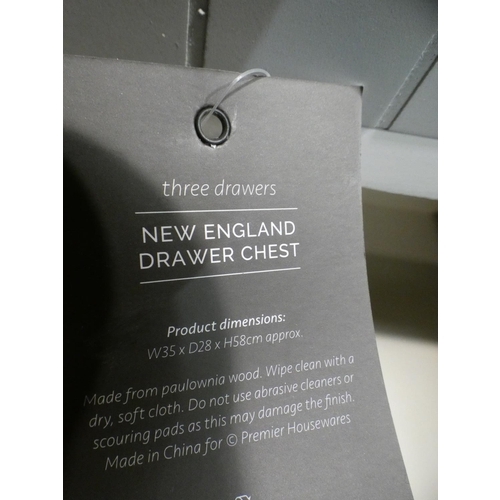 three drawers
NEW ENGLAND
DRAWER CHEST
Product dimensions:
W35 x D28 x H58cm approx.
Made from paulownia wood. Wipe clean with a
dry, soft cloth. Do not use abrasive cleaners or
scouring pads as this may damage the finish.
Made in China for © Premier Housewares